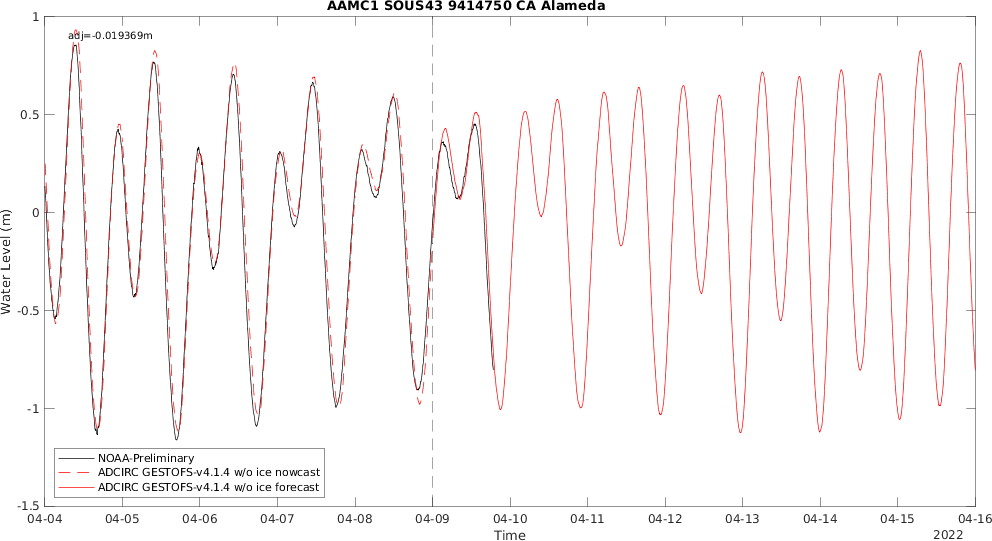 AAMC1 SOUS43 9414750 CA Alameda
adj=-0.019369m
1
0.5
0
-0.5
-1
-1.5
Water Level (m)
NOAA-Preliminary
ADCIRC GESTOFS-v4.1.4 w/o ice nowcast
ADCIRC GESTOFS-v4.1.4 w/o ice forecast
04-04 04-05 04-06 04-07 04-08 04-09 04-10 04-11 04-12 04-13 04-14 04-15 04-16
Time
2022